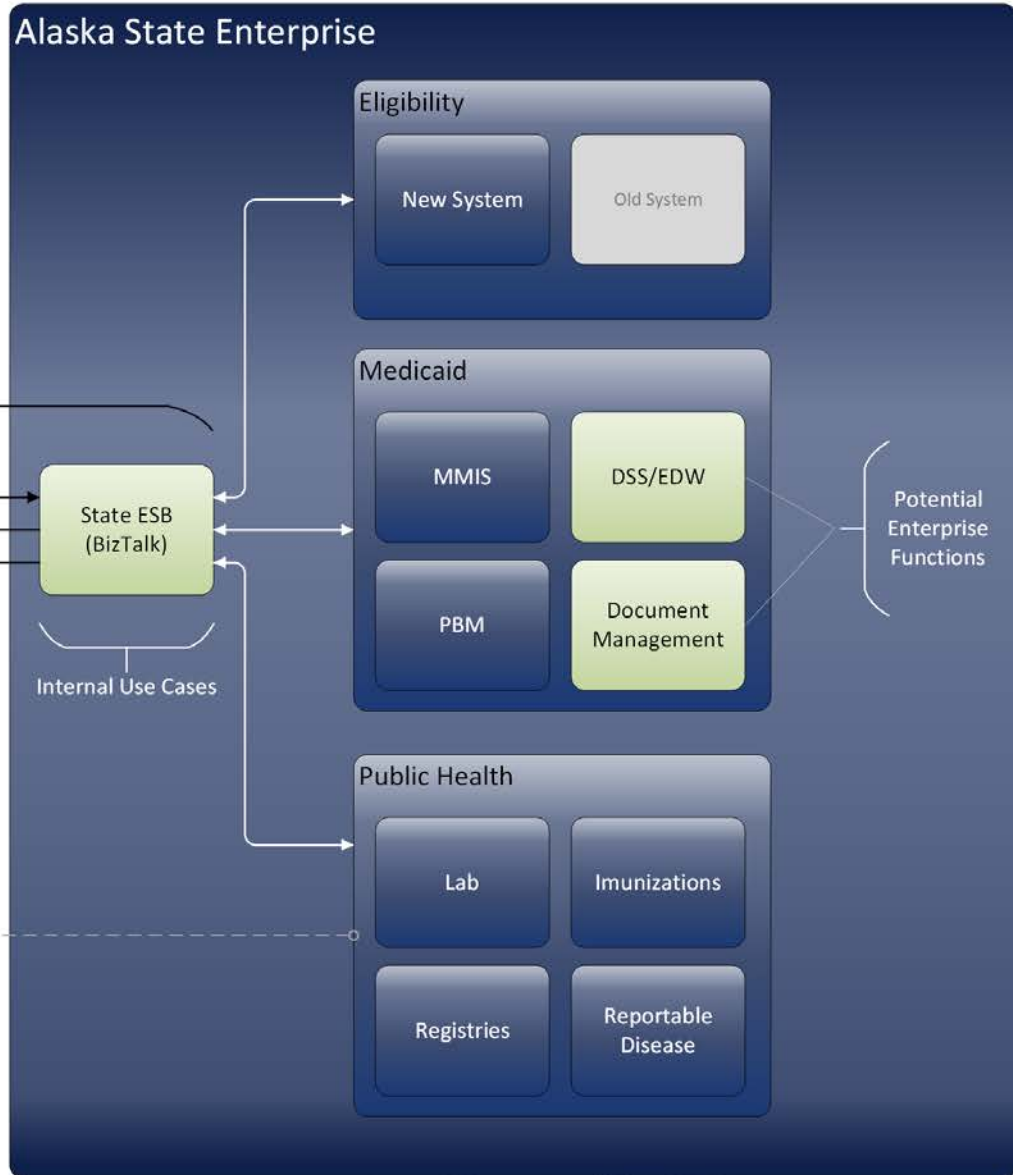 Alaska State Enterprise
Eligibility
New System
Old System
Medicaid
MMIS
DSS/EDW
PBM
Document
Management
Potential
Enterprise
Functions
State ESB
(BizTalk)
Internal Use Cases
Public Health
Lab
Imunizations
Registries
Reportable
Disease